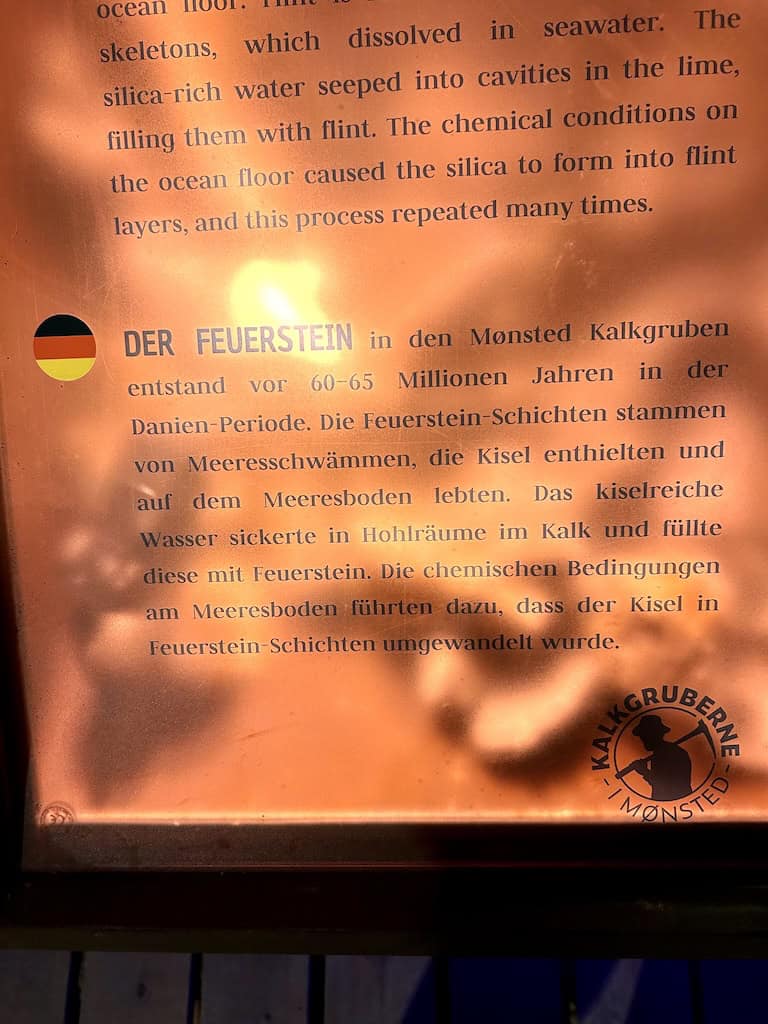 ocean floor. Flint is
skeletons, which dissolved in seawater. The
silica-rich water seeped into cavities in the lime,
filling them with flint. The chemical conditions on
the ocean floor caused the silica to form into flint
layers, and this process repeated many times.
DER FEUERSTEIN in den Mønsted Kalkgruben
entstand vor 60-65 Millionen Jahren in der
Danien-Periode. Die Feuerstein-Schichten stammen
von Meeresschwämmen, die Kisel enthielten und
auf dem Meeresboden lebten. Das kiselreiche
Wasser sickerte in Hohlräume im Kalk und füllte
diese mit Feuerstein. Die chemischen Bedingungen
am Meeresboden führten dazu, dass der Kisel in
Feuerstein-Schichten umgewandelt wurde.
KALKGRUBERNE
- I MØNSTED -